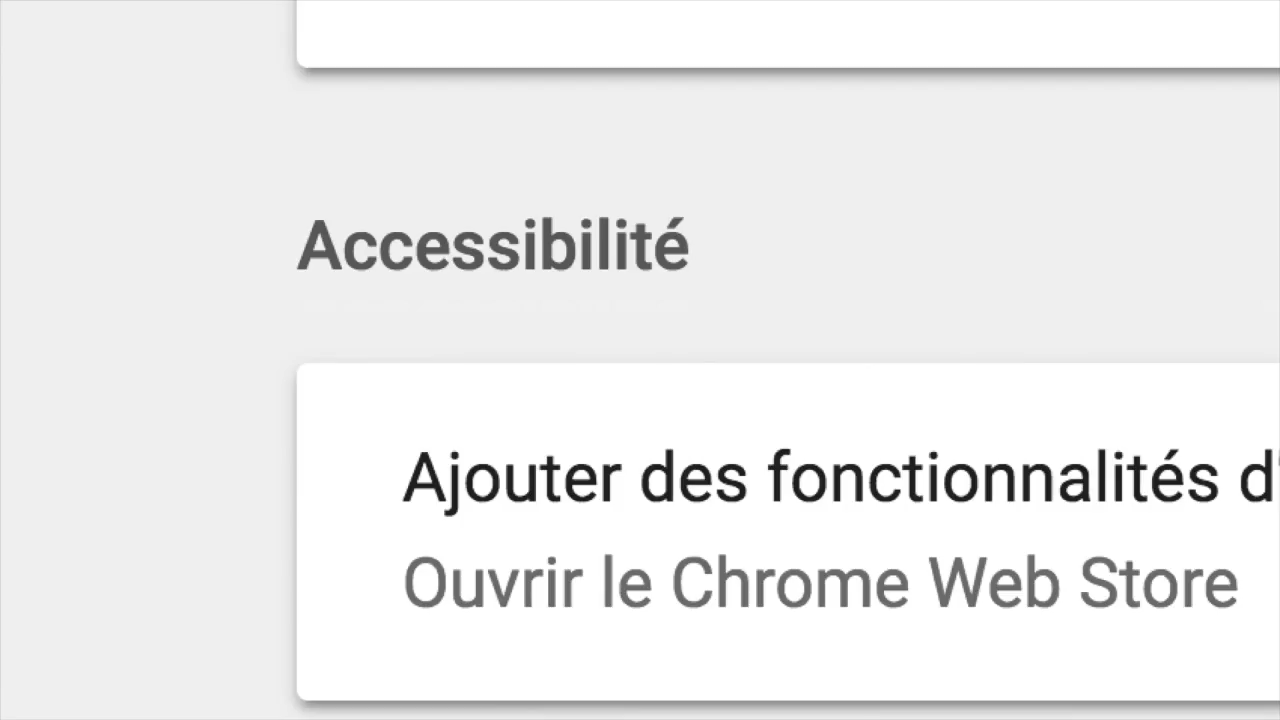 Accessibilité
Ajouter des fonctionnalités d'
Ouvrir le Chrome Web Store